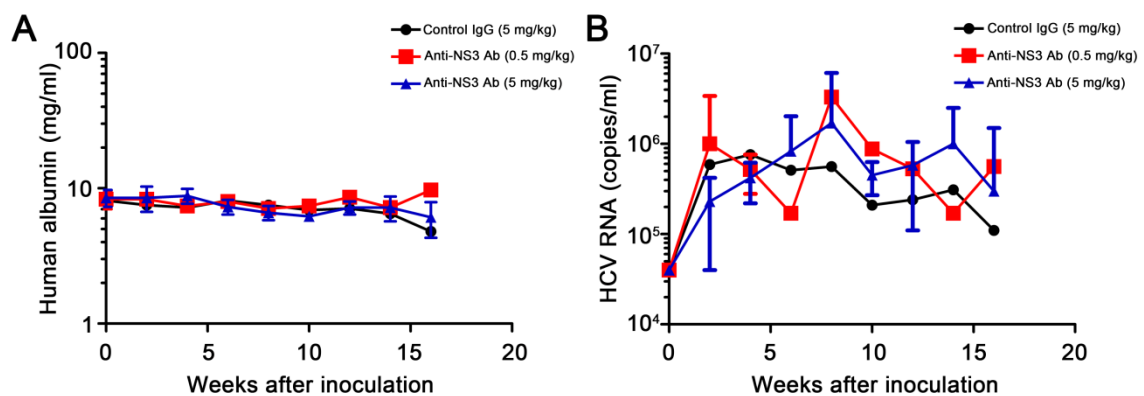 A
Control IgG (5 mg/kg)
Anti-NS3 Ab (0.5 mg/kg)
Anti-NS3 Ab (5 mg/kg)
Human albumin (mg/ml)
100
10
1
0 5 10 15 20
Weeks after inoculation
B
Control IgG (5 mg/kg)
Anti-NS3 Ab (0.5 mg/kg)
Anti-NS3 Ab (5 mg/kg)
HCV RNA (copies/ml)
10⁷
10⁶
10⁵
10⁴
0 5 10 15 20
Weeks after inoculation